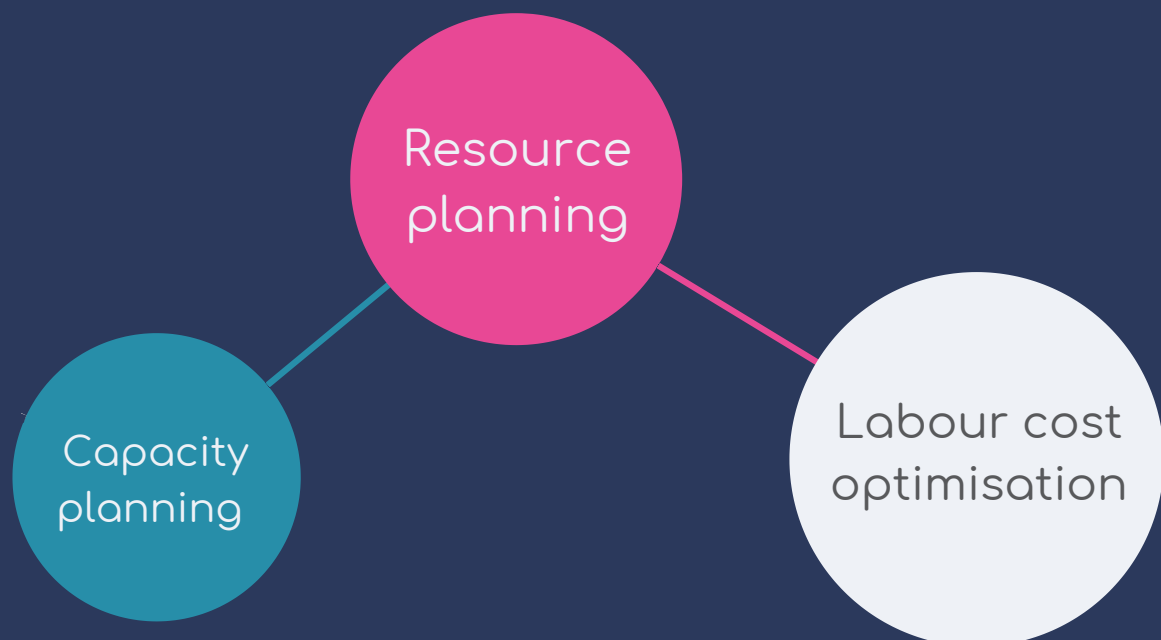 Resource
planning
Capacity
planning
Labour cost
optimisation